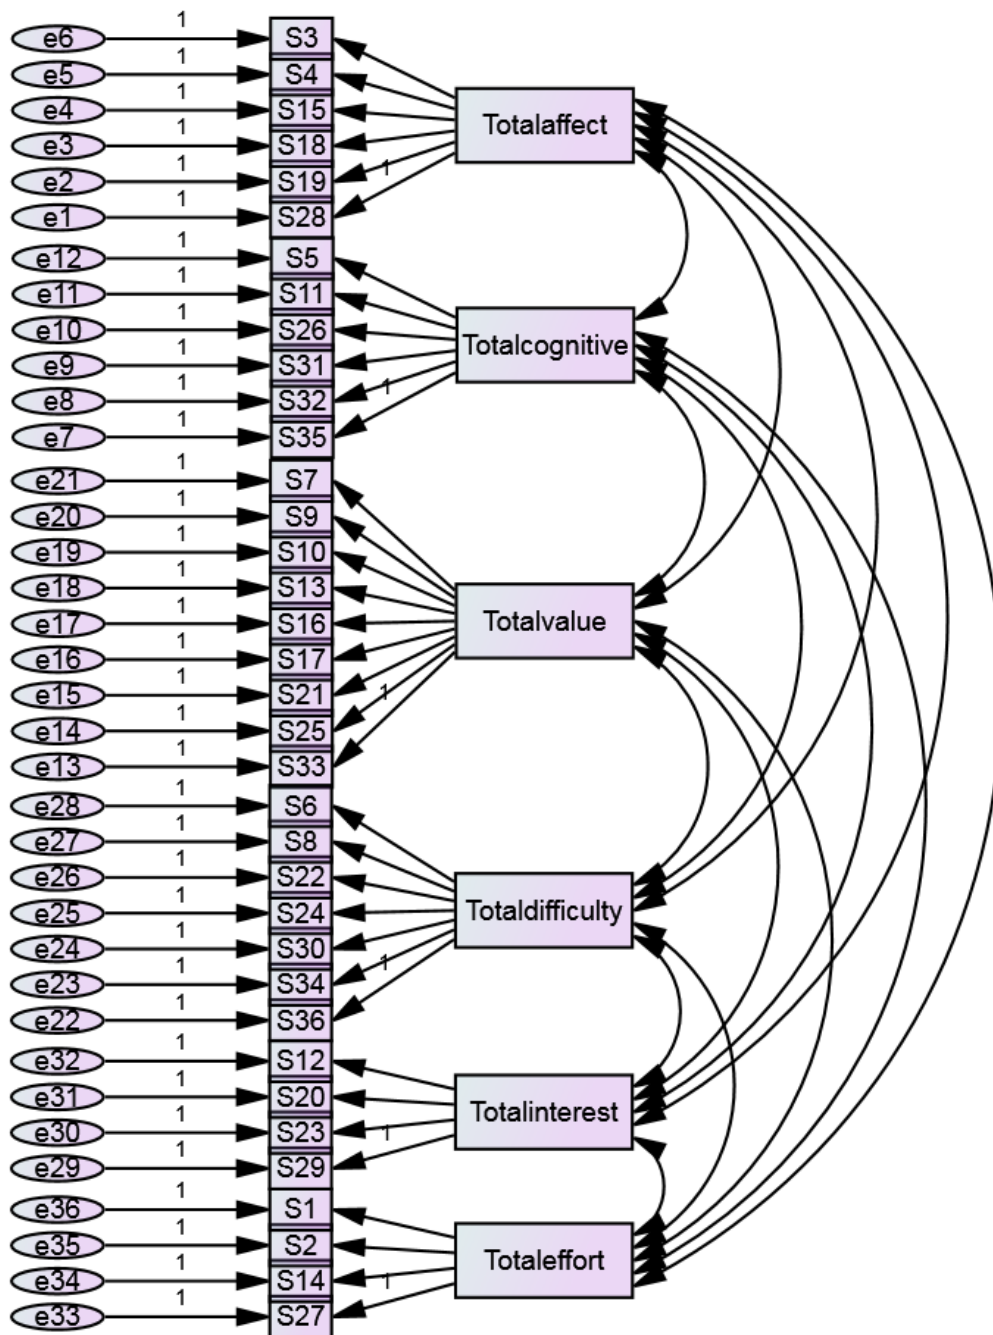 e6 1 S3
e5 1 S4
e4 1 S15
e3 1 S18
e2 1 S19
e1 1 S28
1
Totalaffect
e12 1 S5
e11 1 S11
e10 1 S26
e9 1 S31
e8 1 S32
e7 1 S35
1
Totalcognitive
e21 1 S7
e20 1 S9
e19 1 S10
e18 1 S13
e17 1 S16
e16 1 S17
e15 1 S21
e14 1 S25
e13 1 S33
1
Totalvalue
e28 1 S6
e27 1 S8
e26 1 S22
e25 1 S24
e24 1 S30
e23 1 S34
e22 1 S36
1
Totaldifficulty
e32 1 S12
e31 1 S20
e30 1 S23
e29 1 S29
1
Totalinterest
e36 1 S1
e35 1 S2
e34 1 S14
e33 1 S27
1
Totaleffort